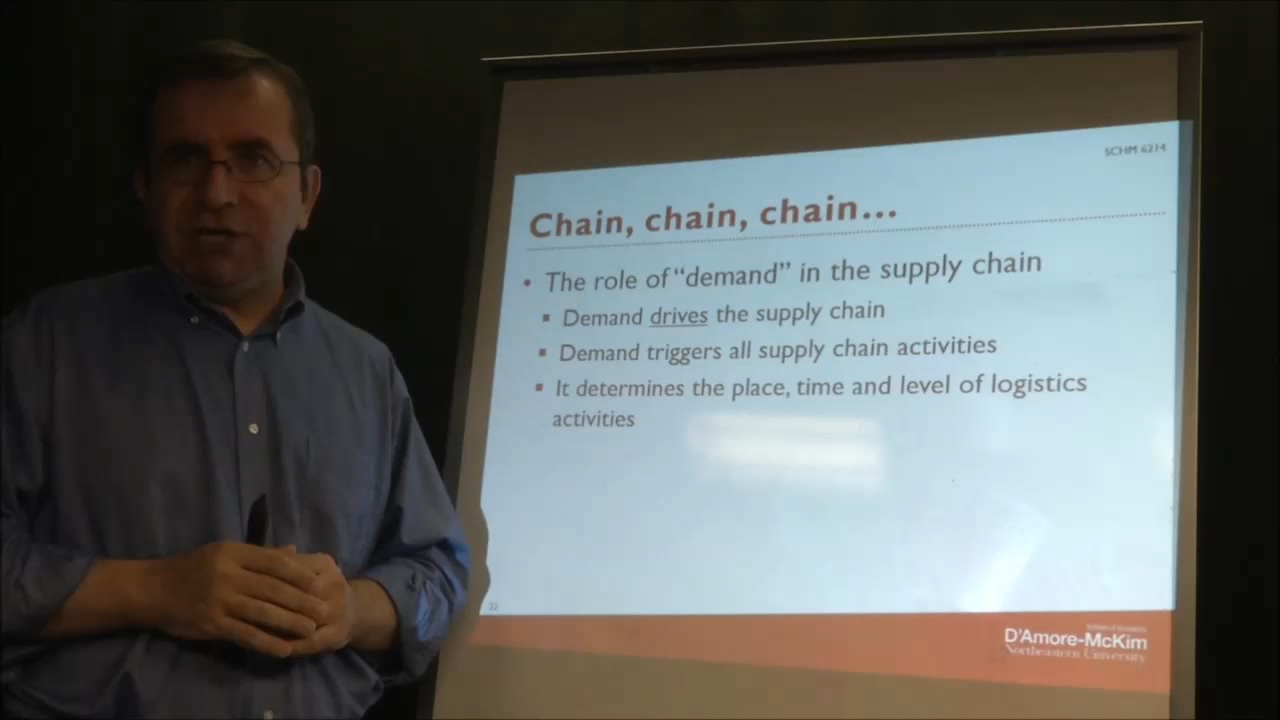 SCHM 6214
Chain, chain, chain...
• The role of "demand" in the supply chain
▪ Demand drives the supply chain
▪ Demand triggers all supply chain activities
▪ It determines the place, time and level of logistics
activities
22
D'Amore-McKim
Northeastern University